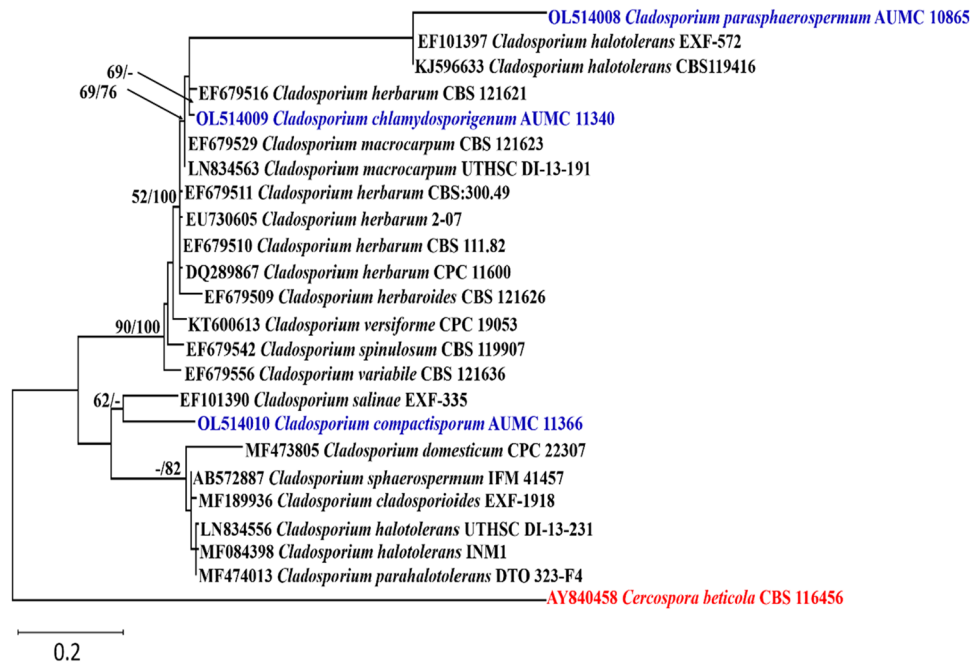 OL514008 Cladosporium parasphaerospermum AUMC 10865
EF101397 Cladosporium halotolerans EXF-572
KJ596633 Cladosporium halotolerans CBS119416
69/-
69/76
EF679516 Cladosporium herbarum CBS 121621
OL514009 Cladosporium chlamydosporigenum AUMC 11340
EF679529 Cladosporium macrocarpum CBS 121623
LN834563 Cladosporium macrocarpum UTHSC DI-13-191
52/100
EF679511 Cladosporium herbarum CBS:300.49
EU730605 Cladosporium herbarum 2-07
EF679510 Cladosporium herbarum CBS 111.82
DQ289867 Cladosporium herbarum CPC 11600
EF679509 Cladosporium herbaroides CBS 121626
90/100
KT600613 Cladosporium versiforme CPC 19053
EF679542 Cladosporium spinulosum CBS 119907
EF679556 Cladosporium variabile CBS 121636
62/-
EF101390 Cladosporium salinae EXF-335
OL514010 Cladosporium compactisporum AUMC 11366
MF473805 Cladosporium domesticum CPC 22307
-/82
AB572887 Cladosporium sphaerospermum IFM 41457
MF189936 Cladosporium cladosporioides EXF-1918
LN834556 Cladosporium halotolerans UTHSC DI-13-231
MF084398 Cladosporium halotolerans INM1
MF474013 Cladosporium parahalotolerans DTO 323-F4
AY840458 Cercospora beticola CBS 116456
0.2